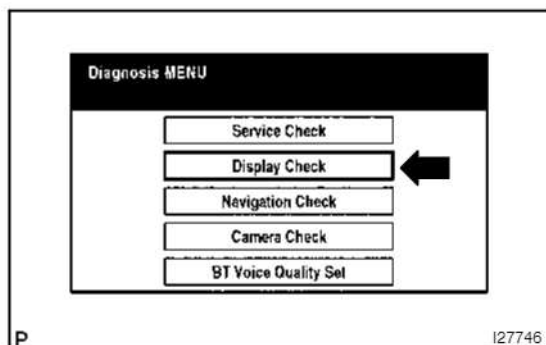 Diagnosis MENU
Service Check
Display Check
Navigation Check
Camera Check
BT Voice Quality Set
P
I27746